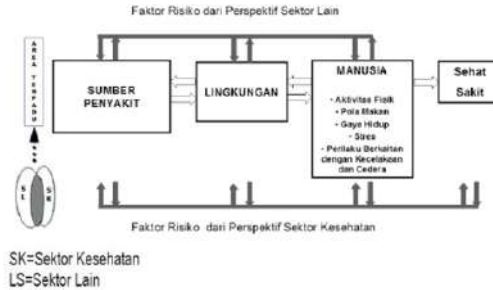 Faktor Risiko dari Perspektif Sektor Lain
AREA TERPADU
SUMBER
PENYAKIT
LINGKUNGAN
MANUSIA
• Aktivitas Fisik
• Pola Makan
• Gaya Hidup
• Stres
• Perilaku Berkaitan
dengan Kecelakaan
dan Cedera
Sehat
Sakit
S L
S K
Faktor Risiko dari Perspektif Sektor Kesehatan
SK=Sektor Kesehatan
LS=Sektor Lain